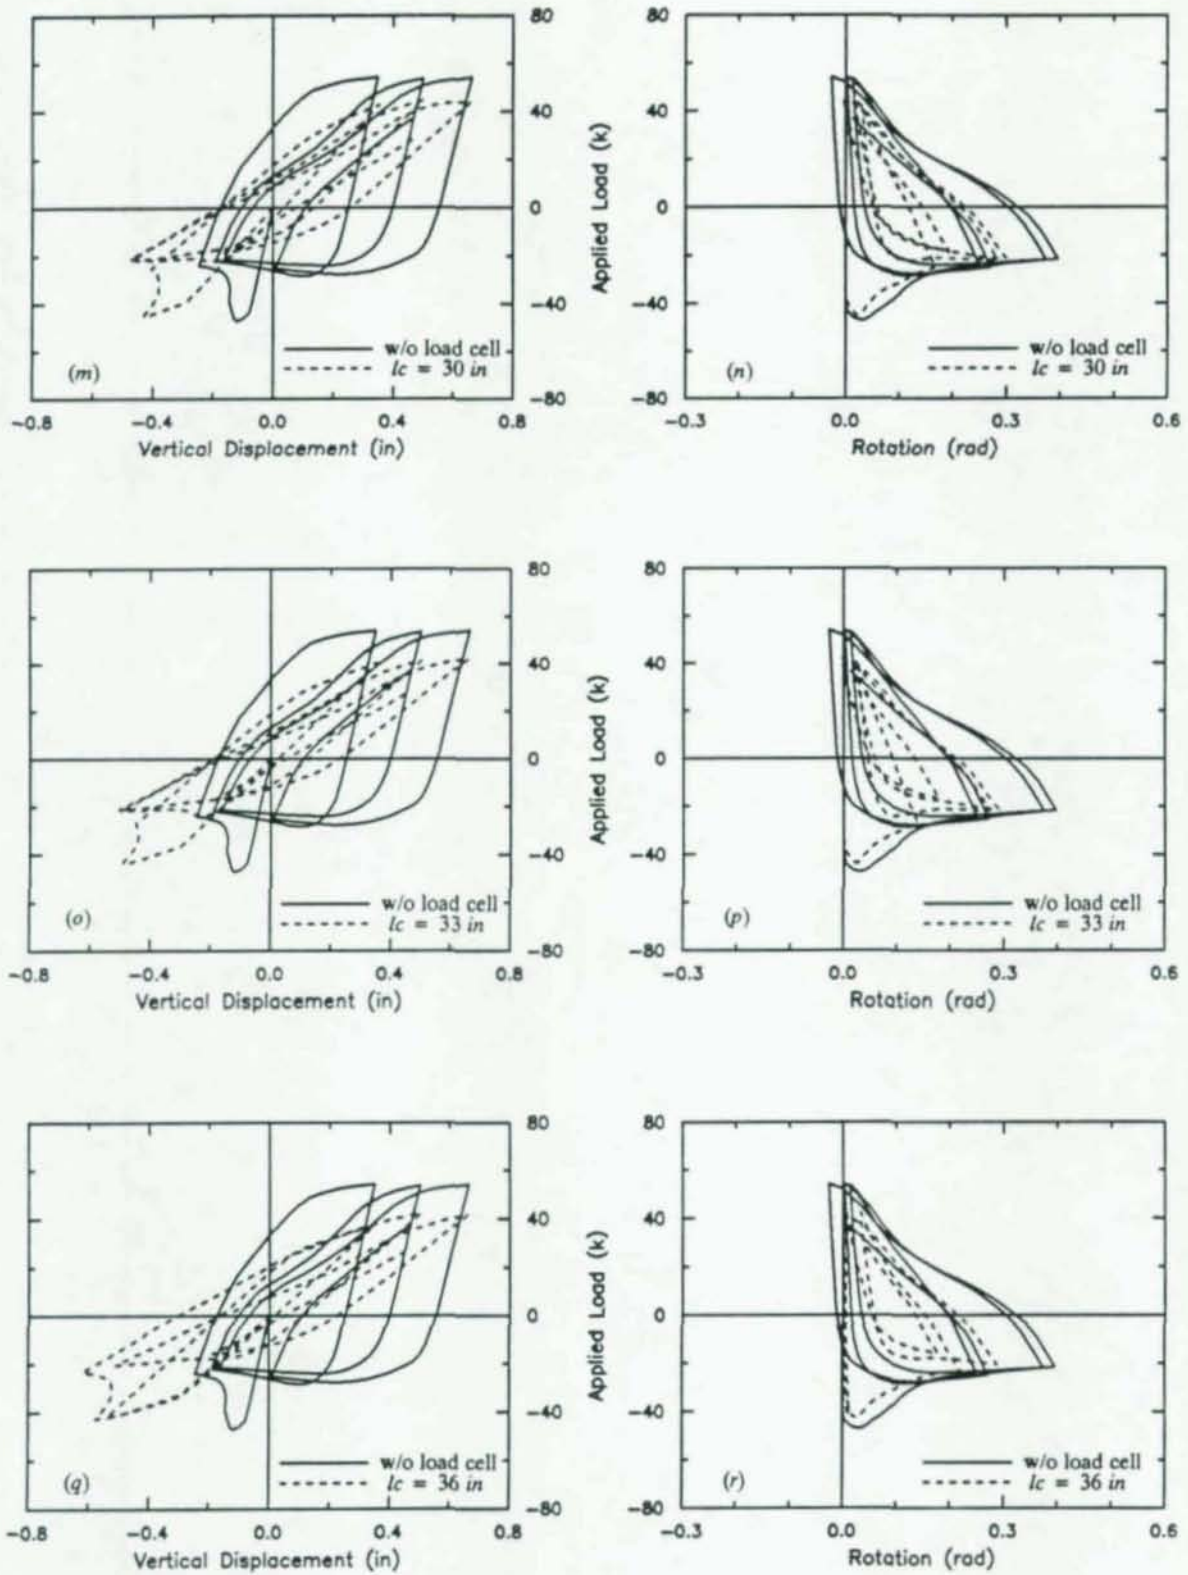 80
40
0
−40
−80
Applied Load (k)
w/o load cell
lc = 30 in
(m)
−0.8
−0.4
0.0
0.4
0.8
Vertical Displacement (in)
80
40
0
−40
−80
w/o load cell
lc = 30 in
(n)
−0.3
0.0
0.3
0.6
Rotation (rad)
80
40
0
−40
−80
Applied Load (k)
w/o load cell
lc = 33 in
(o)
−0.8
−0.4
0.0
0.4
0.8
Vertical Displacement (in)
80
40
0
−40
−80
w/o load cell
lc = 33 in
(p)
−0.3
0.0
0.3
0.6
Rotation (rad)
80
40
0
−40
−80
Applied Load (k)
w/o load cell
lc = 36 in
(q)
−0.8
−0.4
0.0
0.4
0.8
Vertical Displacement (in)
80
40
0
−40
−80
w/o load cell
lc = 36 in
(r)
−0.3
0.0
0.3
0.6
Rotation (rad)